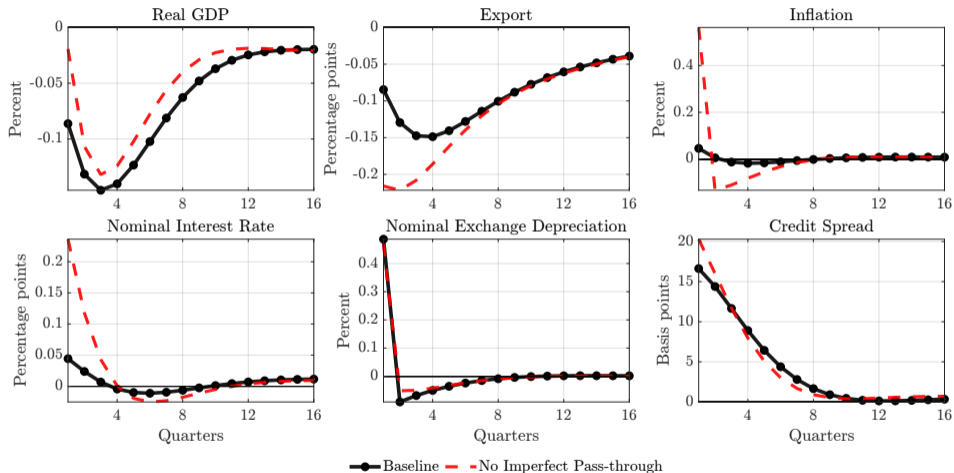 Real GDP
Export
Inflation
Percent
0
-0.05
-0.1
4
8
12
16
Percentage points
0
-0.05
-0.1
-0.15
-0.2
4
8
12
16
Percent
0.4
0.2
0
4
8
12
16
Nominal Interest Rate
Nominal Exchange Depreciation
Credit Spread
Percentage points
0.2
0.15
0.1
0.05
0
4
8
12
16
Quarters
Percent
0.4
0.3
0.2
0.1
0
4
8
12
16
Quarters
Basis points
20
15
10
5
0
4
8
12
16
Quarters
Baseline
No Imperfect Pass-through